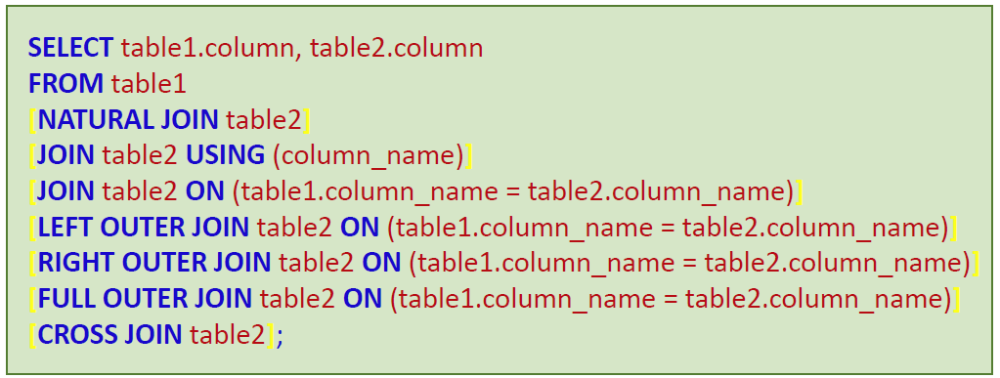 SELECT table1.column, table2.column
FROM table1
[NATURAL JOIN table2]
[JOIN table2 USING (column_name)]
[JOIN table2 ON (table1.column_name = table2.column_name)]
[LEFT OUTER JOIN table2 ON (table1.column_name = table2.column_name)]
[RIGHT OUTER JOIN table2 ON (table1.column_name = table2.column_name)]
[FULL OUTER JOIN table2 ON (table1.column_name = table2.column_name)]
[CROSS JOIN table2];